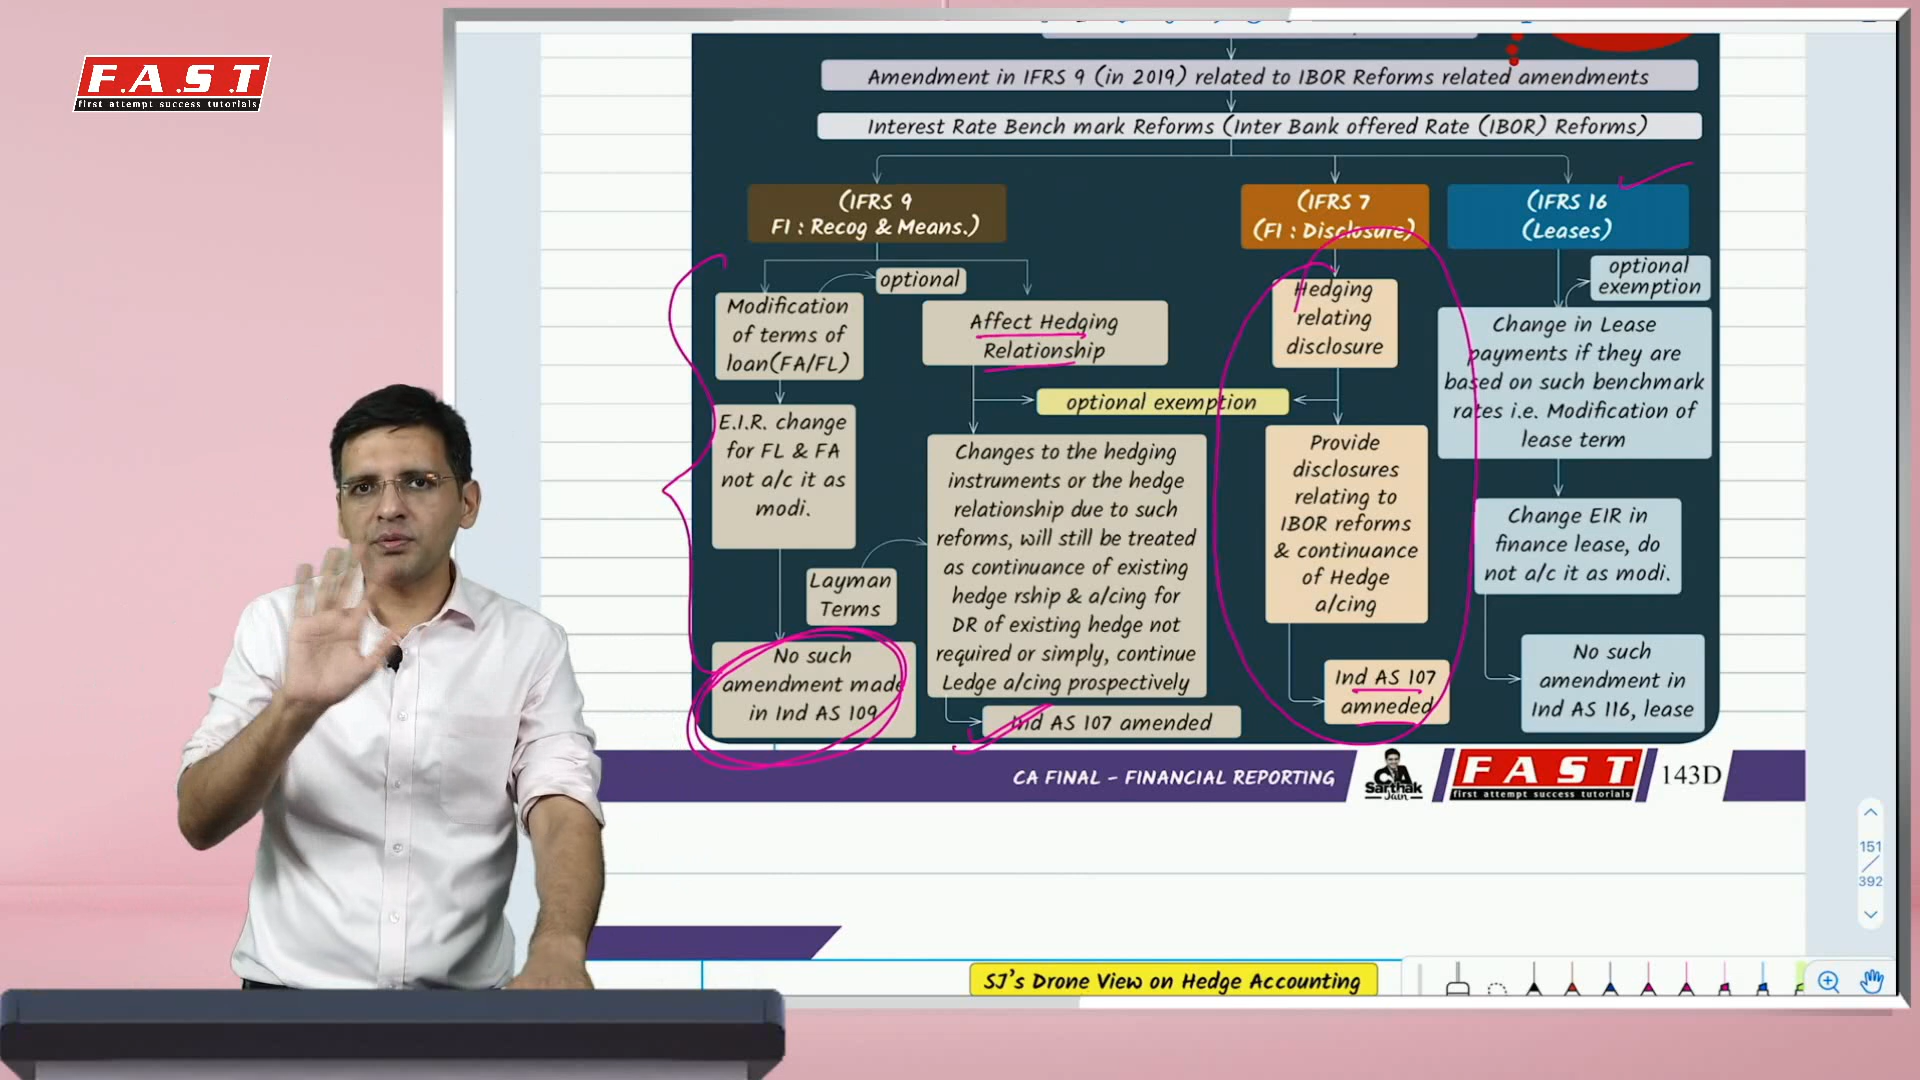 F.A.S.T
first attempt success tutorials
Amendment in IFRS 9 (in 2019) related to IBOR Reforms related amendments
Interest Rate Bench mark Reforms (Inter Bank offered Rate (IBOR) Reforms)
(IFRS 9
FI : Recog & Means.)
(IFRS 7
(FI : Disclosure)
(IFRS 16
(Leases)
optional
Modification
of terms of
loan(FA/FL)
E.I.R. change
for FL & FA
not a/c it as
modi.
No such
amendment made
in Ind AS 109
Affect Hedging
Relationship
optional exemption
Layman
Terms
Changes to the hedging
instruments or the hedge
relationship due to such
reforms, will still be treated
as continuance of existing
hedge rship & a/cing for
DR of existing hedge not
required or simply, continue
Ledge a/cing prospectively
Ind AS 107 amended
Hedging
relating
disclosure
Provide
disclosures
relating to
IBOR reforms
& continuance
of Hedge
a/cing
Ind AS 107
amneded
optional
exemption
Change in Lease
payments if they are
based on such benchmark
rates i.e. Modification of
lease term
Change EIR in
finance lease, do
not a/c it as modi.
No such
amendment in
Ind AS 116, lease
CA FINAL - FINANCIAL REPORTING
CA
Sarthak
Jain
FAST
first attempt success tutorials
143D
151
392
SJ's Drone View on Hedge Accounting